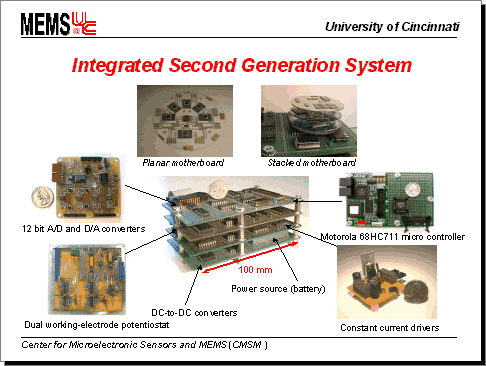 MEMS UC
University of Cincinnati
Integrated Second Generation System
Planar motherboard
Stacked motherboard
12 bit A/D and D/A converters
Motorola 68HC711 micro controller
100 mm
Power source (battery)
DC-to-DC converters
Dual working-electrode potentiostat
Constant current drivers
Center for Microelectronic Sensors and MEMS (CMSM )